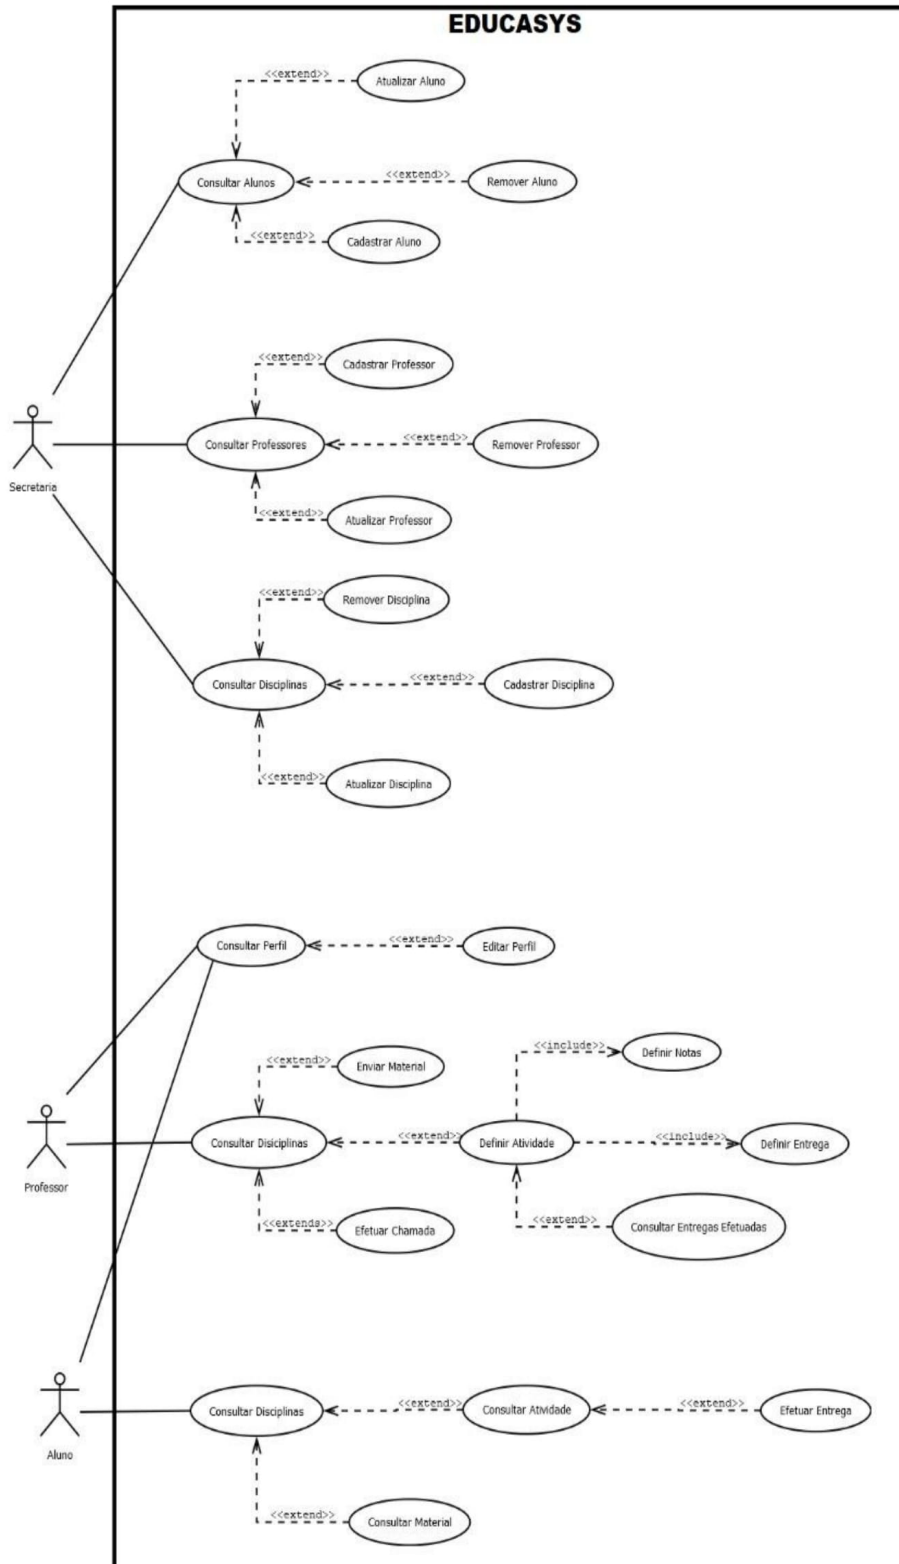 EDUCASYS
<<extend>>
Atualizar Aluno
<<extend>>
Consultar Alunos
Remover Aluno
<<extend>>
Cadastrar Aluno
<<extend>>
Cadastrar Professor
<<extend>>
Consultar Professores
Remover Professor
Secretaria
<<extend>>
Atualizar Professor
<<extend>>
Remover Disciplina
<<extend>>
Consultar Disciplinas
Cadastrar Disciplina
<<extend>>
Atualizar Disciplina
<<extend>>
Consultar Perfil
Editar Perfil
<<include>>
Definir Notas
<<extend>>
Enviar Material
<<extend>>
<<include>>
Consultar Disiciplinas
Definir Atividade
Definir Entrega
Professor
<<extends>>
Efetuar Chamada
<<extend>>
Consultar Entregas Efetuadas
<<extend>>
<<extend>>
Consultar Disciplinas
Consultar Atividade
Efetuar Entrega
Aluno
<<extend>>
Consultar Material